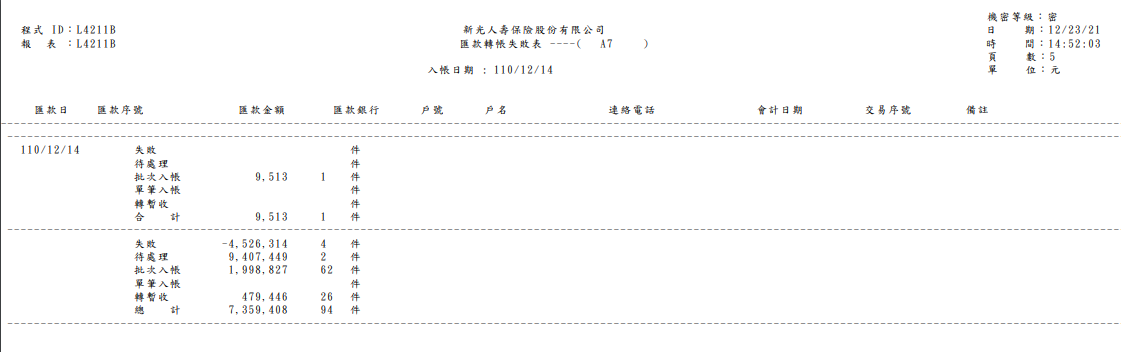 機密等級：密
程式 ID：L4211B 新光人壽保險股份有限公司 日 期：12/23/21
報 表 ：L4211B 匯款轉帳失敗表 ----( A7 ) 時 間：14:52:03
頁 數：5
入帳日期 : 110/12/14 單 位：元
匯款日 匯款序號 匯款金額 匯款銀行 戶號 戶名 連絡電話 會計日期 交易序號 備註
110/12/14 失敗 件
待處理 件
批次入帳 9,513 1 件
單筆入帳 件
轉暫收 件
合 計 9,513 1 件
失敗 -4,526,314 4 件
待處理 9,407,449 2 件
批次入帳 1,998,827 62 件
單筆入帳 件
轉暫收 479,446 26 件
總 計 7,359,408 94 件